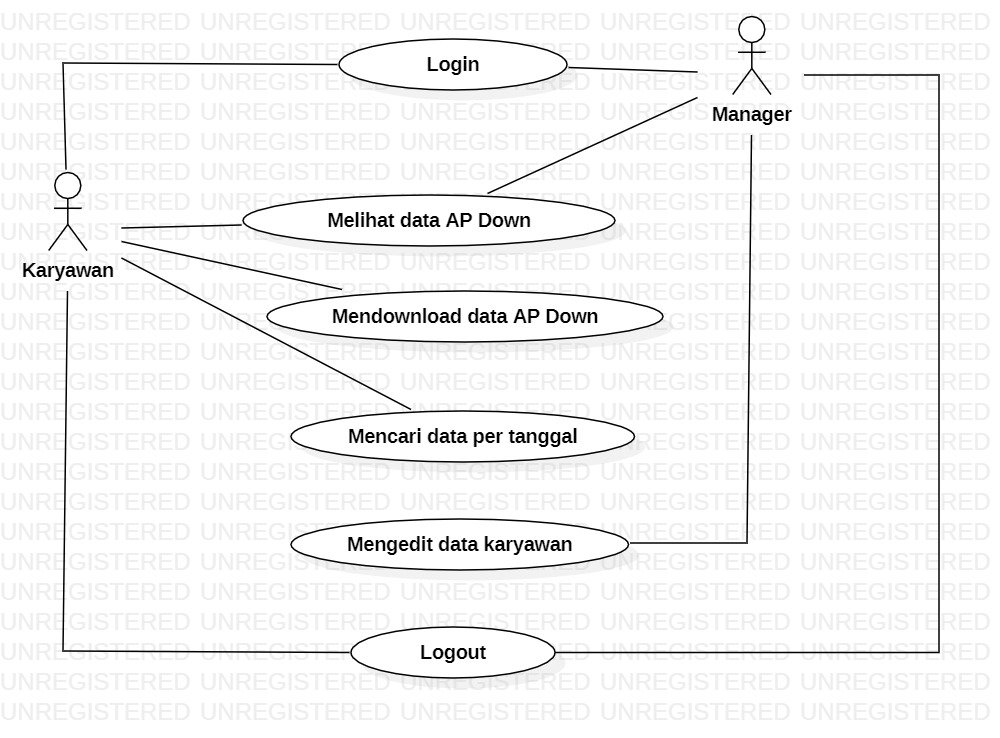 Login
Manager
Melihat data AP Down
Karyawan
Mendownload data AP Down
Mencari data per tanggal
Mengedit data karyawan
Logout
UNREGISTERED